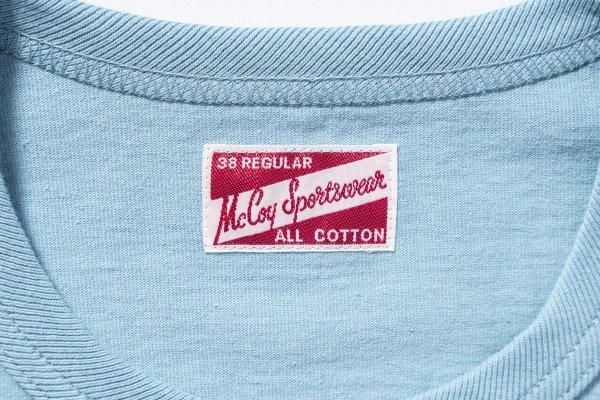 38 REGULAR
McCoy Sportswear
ALL COTTON